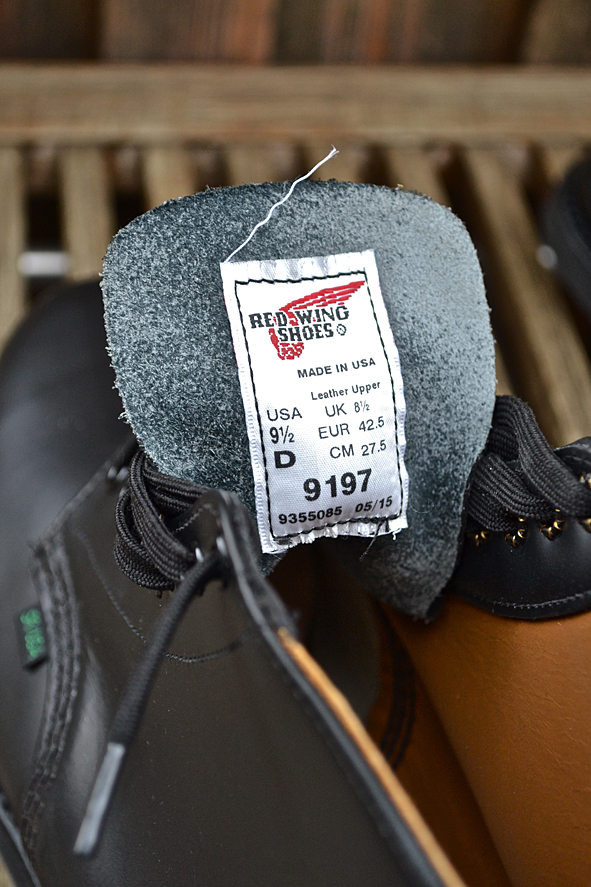 RED WING
SHOES ®
MADE IN USA
Leather Upper
USA UK 8½
9½ EUR 42.5
D CM 27.5
9197
9355085 05/15